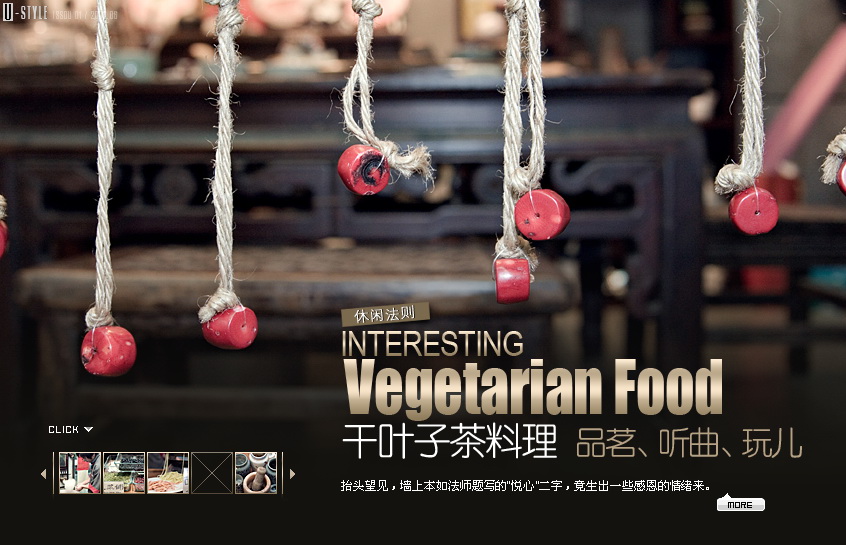 U-STYLE
休闲法则
INTERESTING
Vegetarian Food
干叶子茶料理 品茗、听曲、玩儿
抬头望见，墙上本如法师题写的"悦心"二字，竟生出一些感恩的情绪来。
CLICK
MORE